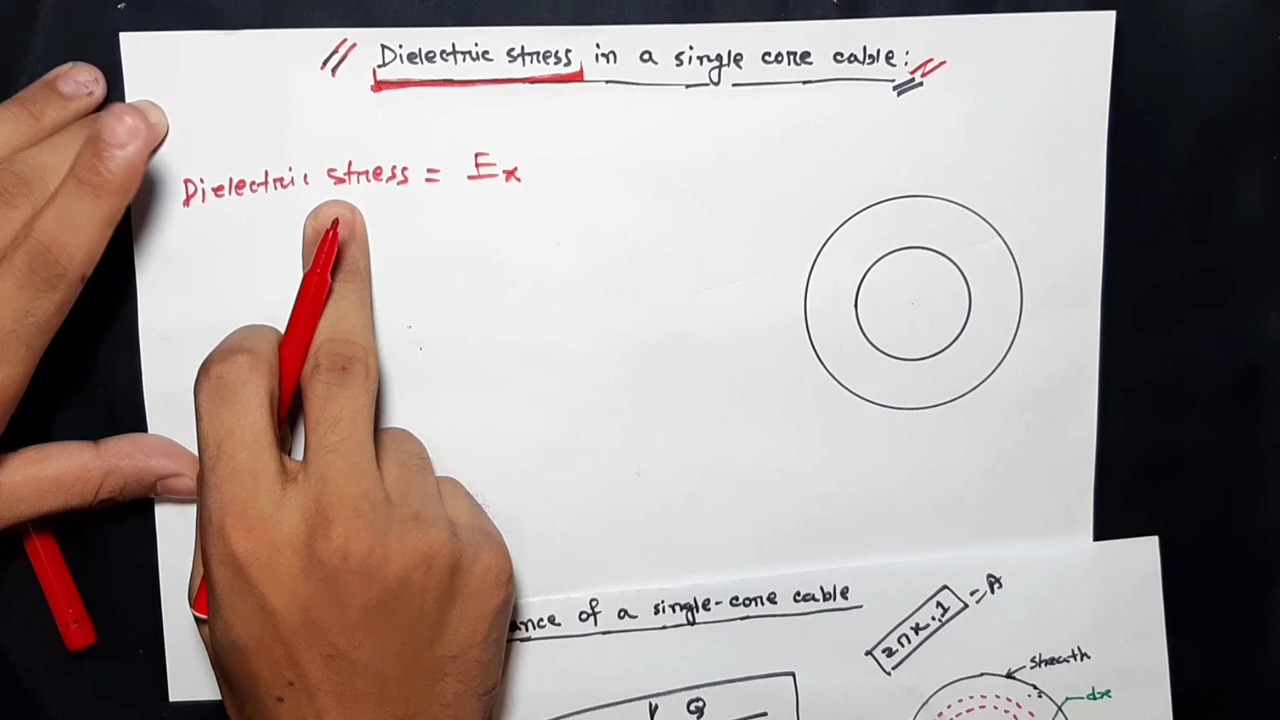 Dielectric stress in a single core cable:
Dielectric stress = Ex
ance of a single-core cable
2πx.1 = A
sheath
dx
Q